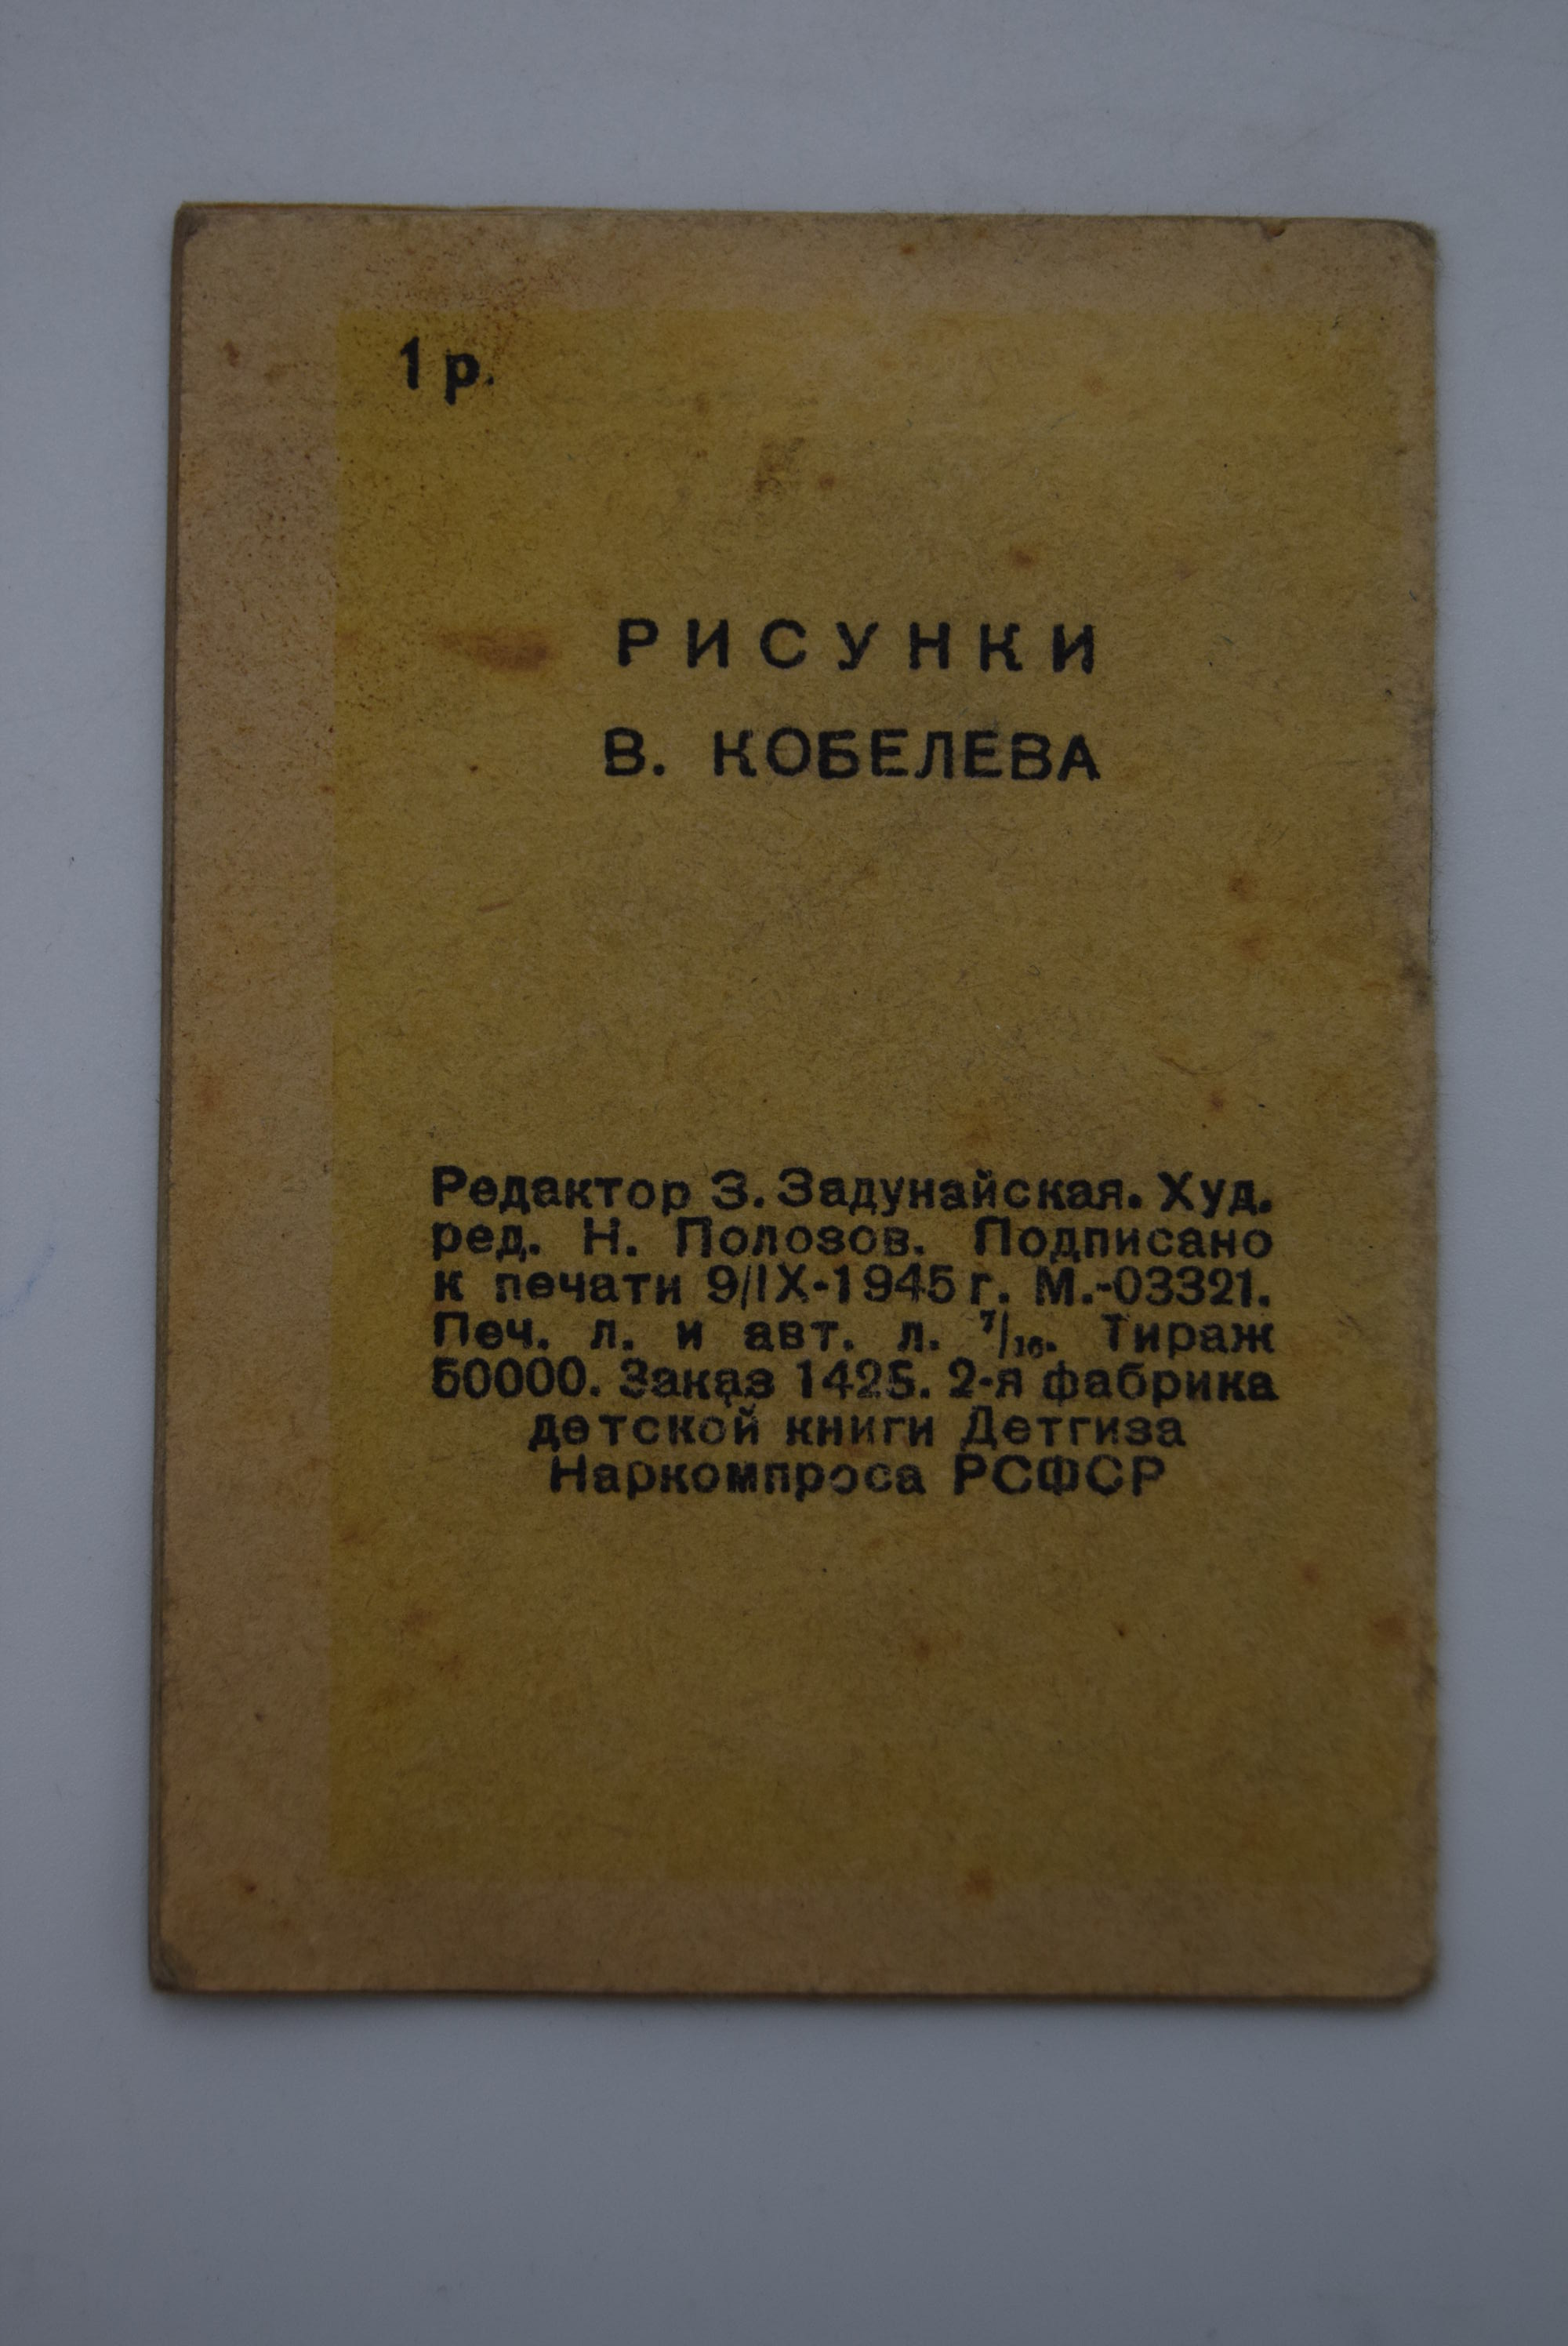 1 р.
РИСУНКИ
В. КОБЕЛЕВА
Редактор З. Задунайская. Худ.
ред. Н. Полозов. Подписано
к печати 9/IX-1945 г. М.-03321.
Печ. л. и авт. л. 7/16. Тираж
50000. Заказ 1425. 2-я фабрика
детской книги Детгиза
Наркомпроса РСФСР